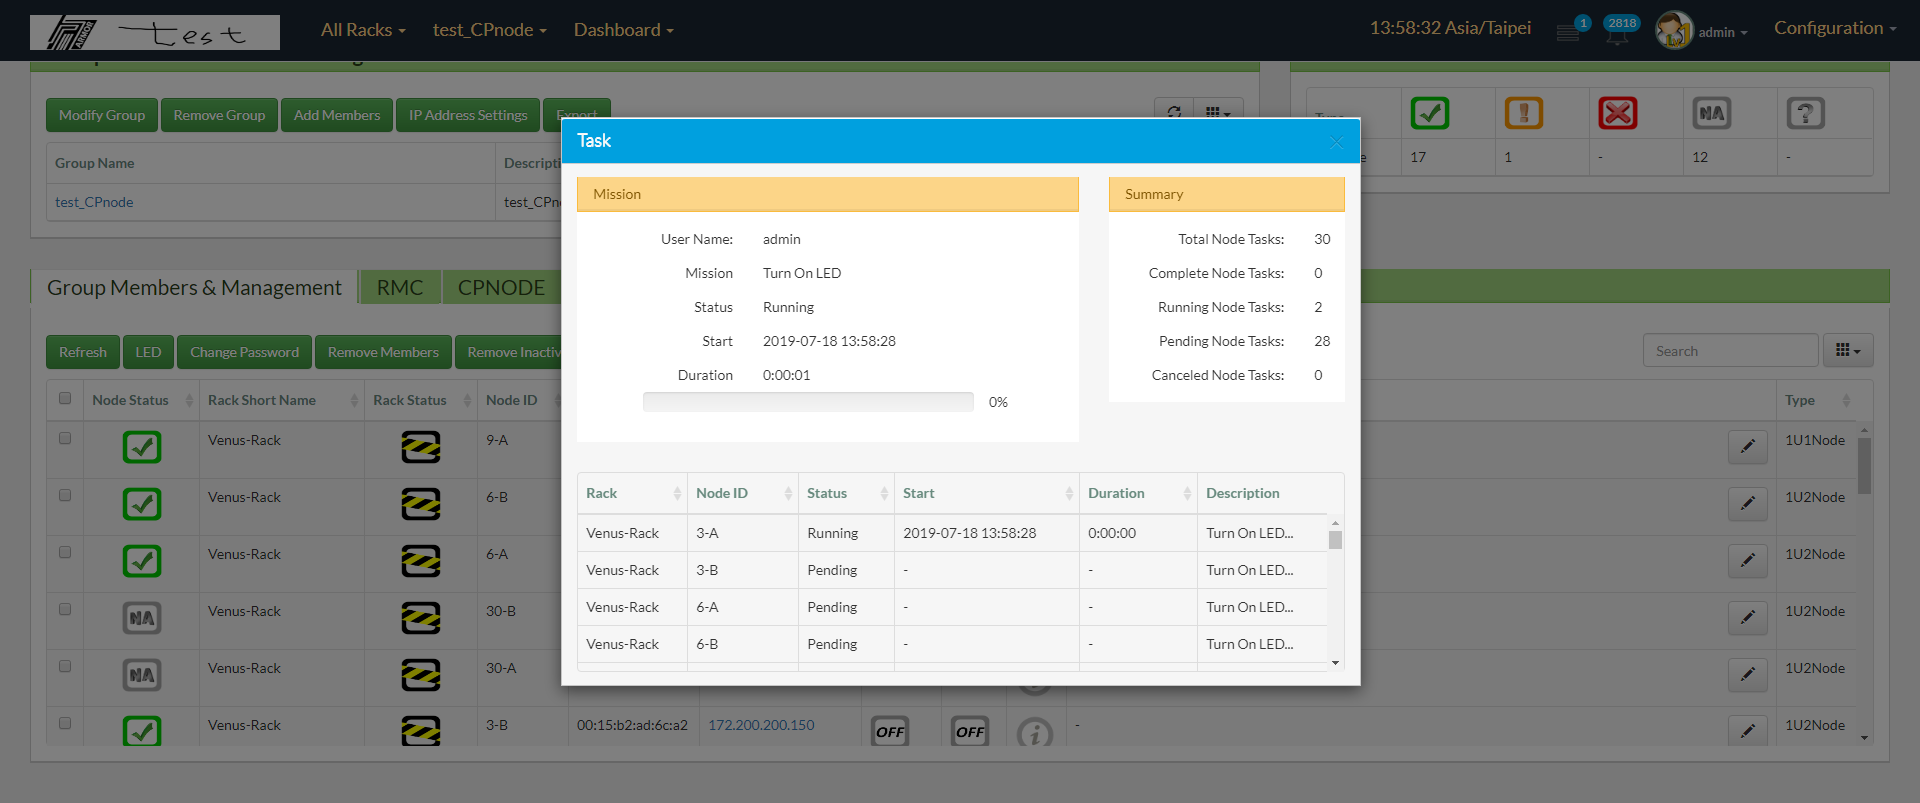 ARMOR test All Racks test_CPnode Dashboard 13:58:32 Asia/Taipei 1 2818 admin Configuration
Modify Group Remove Group Add Members IP Address Settings Export
Group Name
test_CPnode test_CPn
NA ?
17 1 - 12 -
Task
Mission
User Name: admin
Mission Turn On LED
Status Running
Start 2019-07-18 13:58:28
Duration 0:00:01
0%
Summary
Total Node Tasks: 30
Complete Node Tasks: 0
Running Node Tasks: 2
Pending Node Tasks: 28
Canceled Node Tasks: 0
Rack Node ID Status Start Duration Description
Venus-Rack 3-A Running 2019-07-18 13:58:28 0:00:00 Turn On LED...
Venus-Rack 3-B Pending - - Turn On LED...
Venus-Rack 6-A Pending - - Turn On LED...
Venus-Rack 6-B Pending - - Turn On LED...
Group Members & Management RMC CPNODE
Refresh LED Change Password Remove Members Remove Inactiv
Search
Node Status Rack Short Name Rack Status Node ID Type
Venus-Rack 9-A 1U1Node
Venus-Rack 6-B 1U2Node
Venus-Rack 6-A 1U2Node
NA Venus-Rack 30-B 1U2Node
NA Venus-Rack 30-A 1U2Node
Venus-Rack 3-B 00:15:b2:ad:6c:a2 172.200.200.150 OFF OFF i - 1U2Node